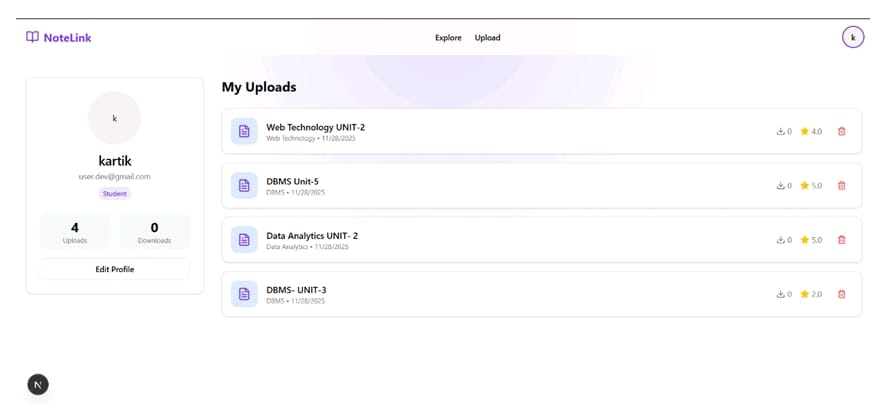 NoteLink
Explore Upload
k
k
kartik
user.dev@gmail.com
Student
4 0
Uploads Downloads
Edit Profile
My Uploads
Web Technology UNIT-2
Web Technology • 11/28/2025
0 4.0
DBMS Unit-5
DBMS • 11/28/2025
0 5.0
Data Analytics UNIT- 2
Data Analytics • 11/28/2025
0 5.0
DBMS- UNIT-3
DBMS • 11/28/2025
0 2.0
N